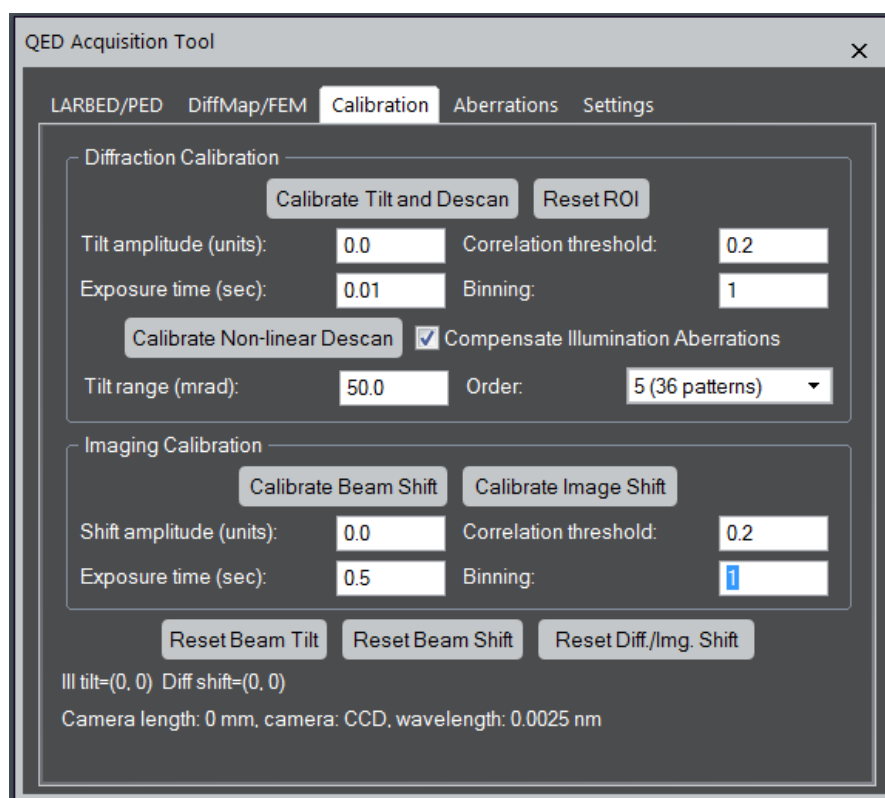 QED Acquisition Tool
LARBED/PED DiffMap/FEM Calibration Aberrations Settings
Diffraction Calibration
Calibrate Tilt and Descan Reset ROI
Tilt amplitude (units): 0.0 Correlation threshold: 0.2
Exposure time (sec): 0.01 Binning: 1
Calibrate Non-linear Descan Compensate Illumination Aberrations
Tilt range (mrad): 50.0 Order: 5 (36 patterns)
Imaging Calibration
Calibrate Beam Shift Calibrate Image Shift
Shift amplitude (units): 0.0 Correlation threshold: 0.2
Exposure time (sec): 0.5 Binning: 1
Reset Beam Tilt Reset Beam Shift Reset Diff./Img. Shift
Ill tilt=(0, 0) Diff shift=(0, 0)
Camera length: 0 mm, camera: CCD, wavelength: 0.0025 nm